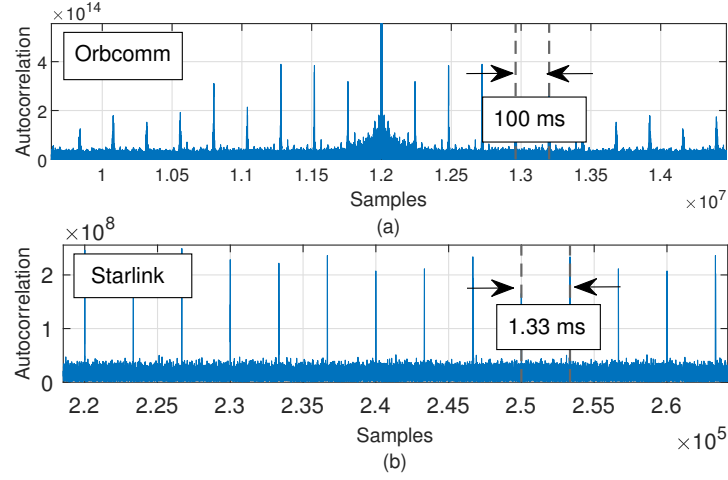 ×10^14
Autocorrelation
4
2
0
Orbcomm
100 ms
1 1.05 1.1 1.15 1.2 1.25 1.3 1.35 1.4
Samples
×10^7
(a)
×10^8
Autocorrelation
2
1
0
Starlink
1.33 ms
2.2 2.25 2.3 2.35 2.4 2.45 2.5 2.55 2.6
Samples
×10^5
(b)